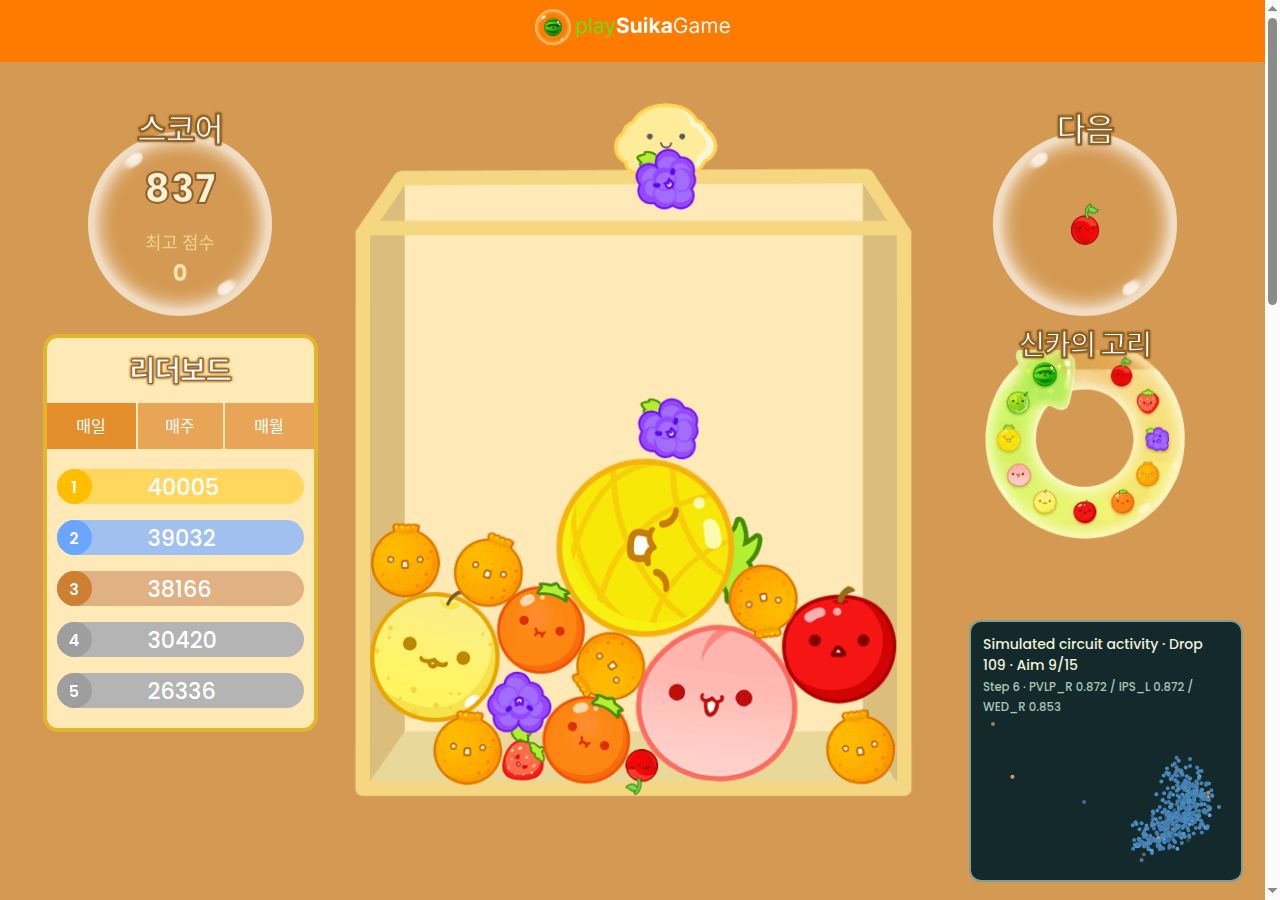 playSuikaGame
스코어
837
최고 점수
0
리더보드
매일 매주 매월
1 40005
2 39032
3 38166
4 30420
5 26336
다음
신카의 고리
Simulated circuit activity · Drop
109 · Aim 9/15
Step 6 · PVLP_R 0.872 / IPS_L 0.872 /
WED_R 0.853